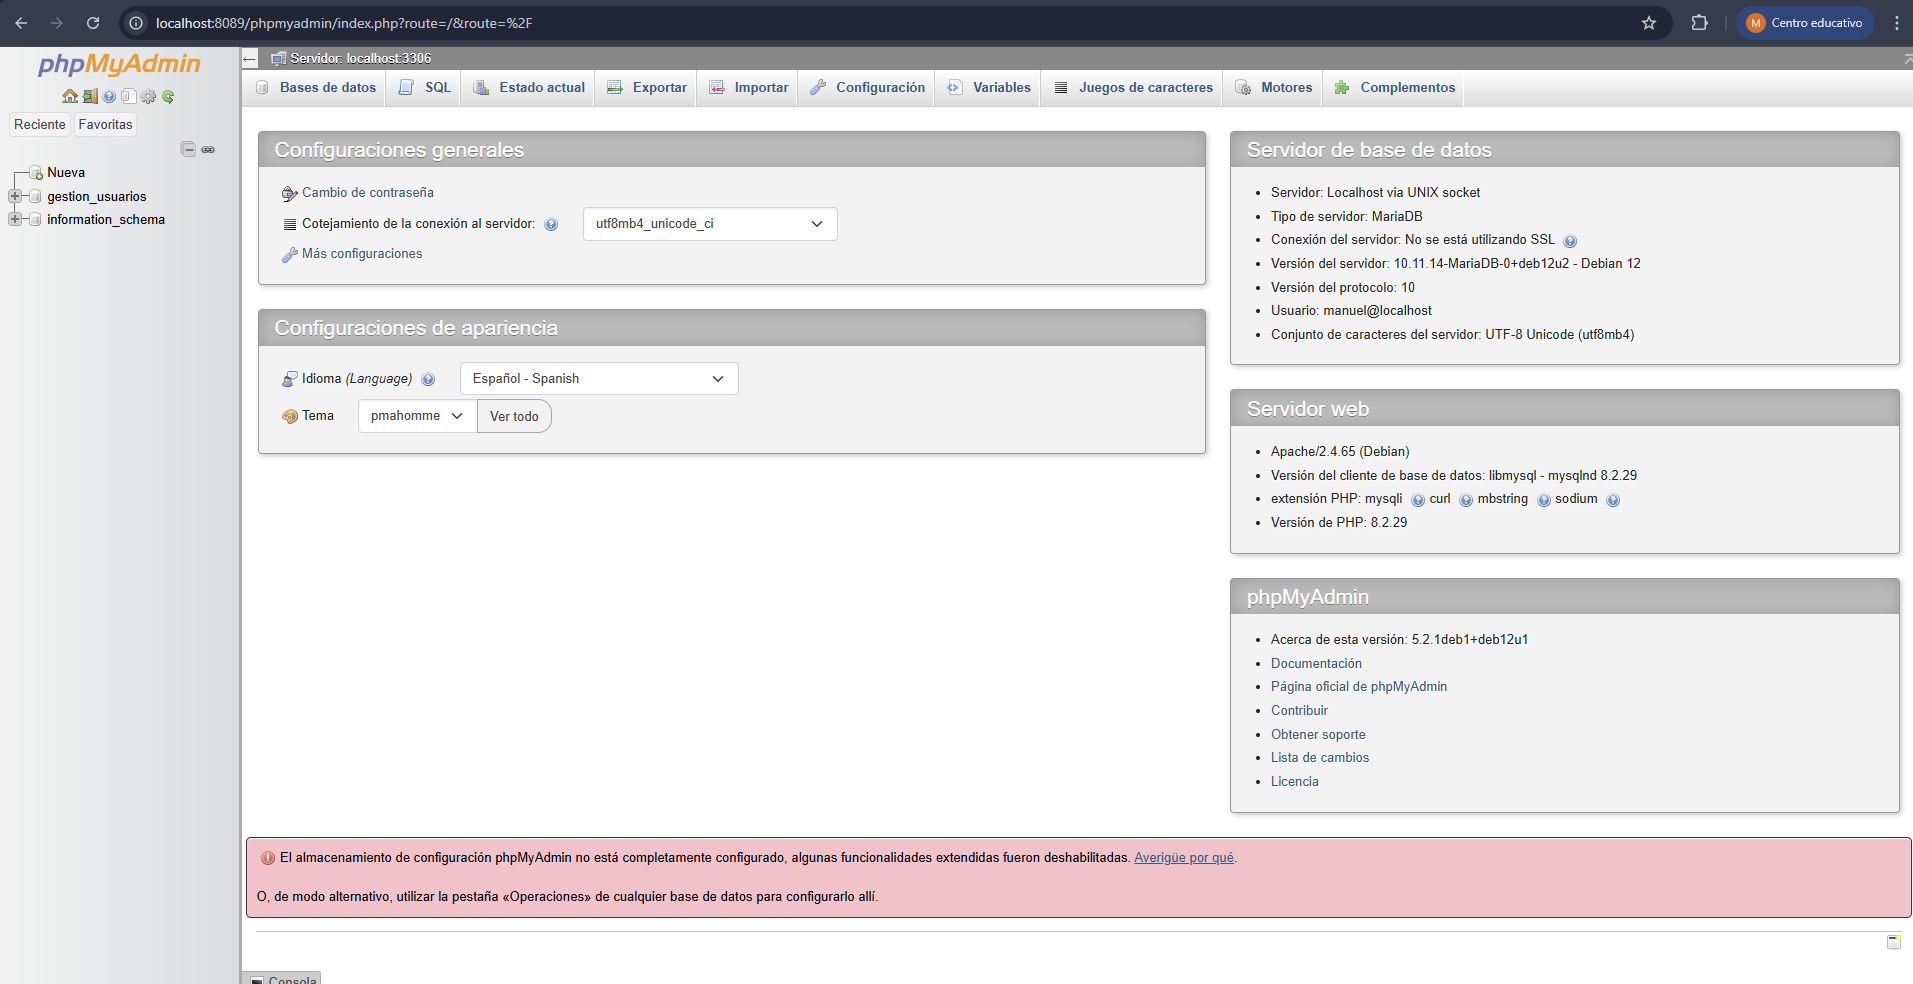 localhost:8089/phpmyadmin/index.php?route=/&route=%2F
M Centro educativo
phpMyAdmin
Reciente Favoritas
Nueva
gestion_usuarios
information_schema
Servidor: localhost:3306
Bases de datos SQL Estado actual Exportar Importar Configuración Variables Juegos de caracteres Motores Complementos
Configuraciones generales
Cambio de contraseña
Cotejamiento de la conexión al servidor: utf8mb4_unicode_ci
Más configuraciones
Configuraciones de apariencia
Idioma (Language) Español - Spanish
Tema pmahomme Ver todo
Servidor de base de datos
Servidor: Localhost via UNIX socket
Tipo de servidor: MariaDB
Conexión del servidor: No se está utilizando SSL
Versión del servidor: 10.11.14-MariaDB-0+deb12u2 - Debian 12
Versión del protocolo: 10
Usuario: manuel@localhost
Conjunto de caracteres del servidor: UTF-8 Unicode (utf8mb4)
Servidor web
Apache/2.4.65 (Debian)
Versión del cliente de base de datos: libmysql - mysqlnd 8.2.29
extensión PHP: mysqli curl mbstring sodium
Versión de PHP: 8.2.29
phpMyAdmin
Acerca de esta versión: 5.2.1deb1+deb12u1
Documentación
Página oficial de phpMyAdmin
Contribuir
Obtener soporte
Lista de cambios
Licencia
El almacenamiento de configuración phpMyAdmin no está completamente configurado, algunas funcionalidades extendidas fueron deshabilitadas. Averigüe por qué.
O, de modo alternativo, utilizar la pestaña «Operaciones» de cualquier base de datos para configurarlo allí.
Consola